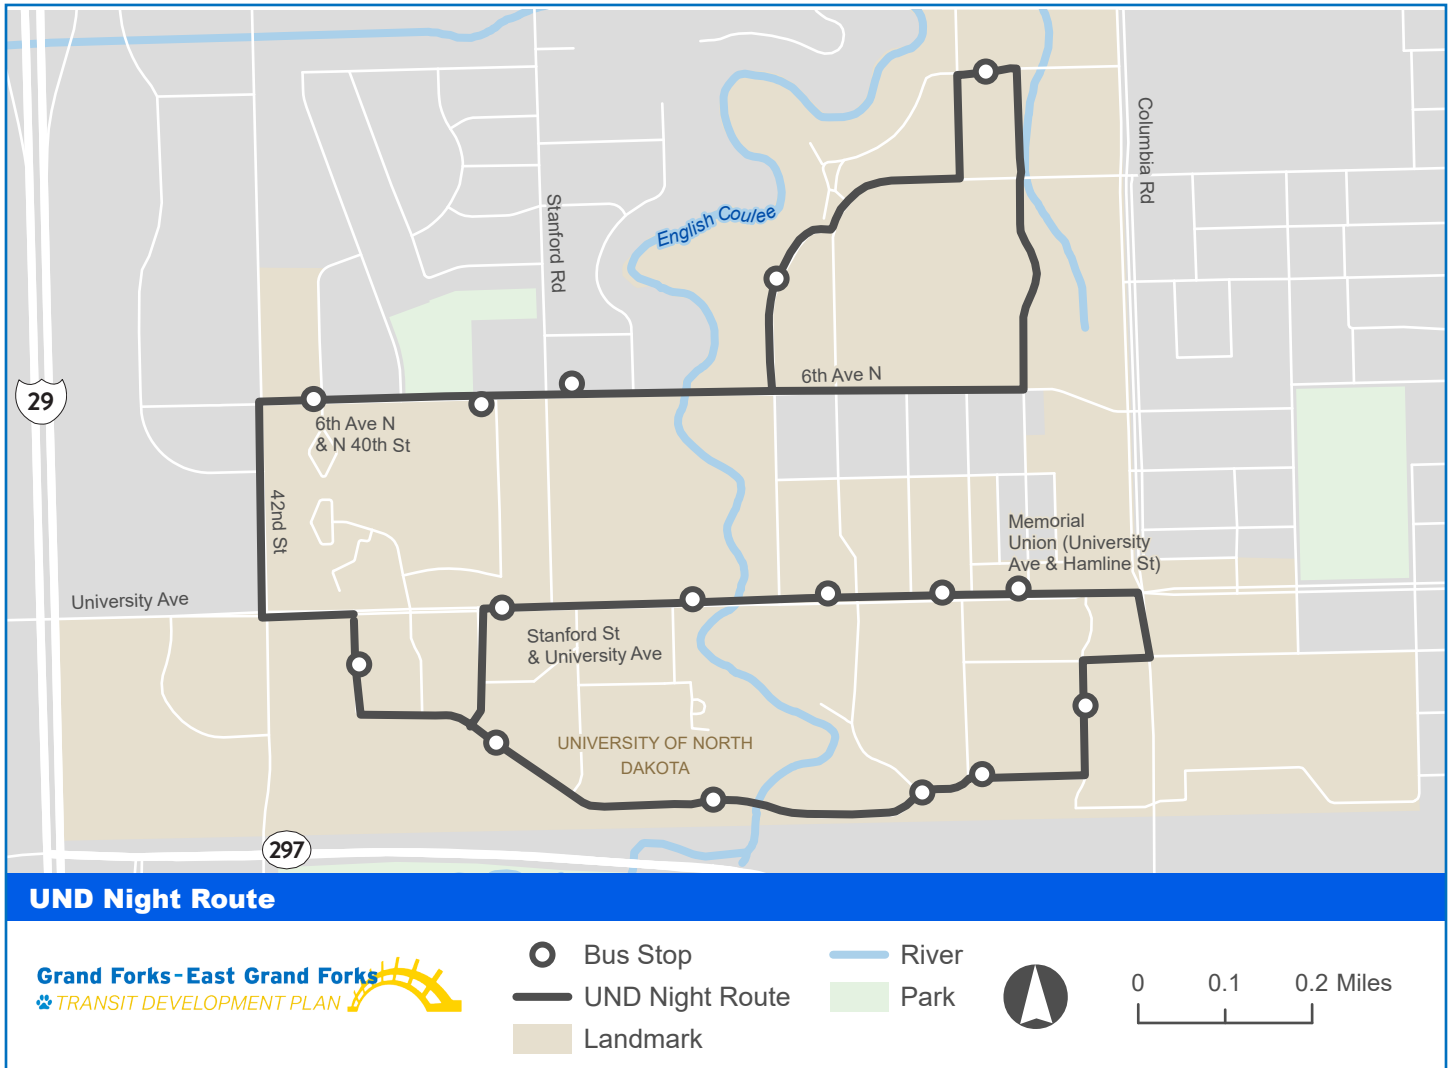 Columbia Rd
Stanford Rd
English Coulee
6th Ave N
29
6th Ave N
& N 40th St
42nd St
Memorial
Union (University
Ave & Hamline St)
University Ave
Stanford St
& University Ave
UNIVERSITY OF NORTH
DAKOTA
297
UND Night Route
Grand Forks-East Grand Forks
TRANSIT DEVELOPMENT PLAN
Bus Stop
UND Night Route
Landmark
River
Park
0 0.1 0.2 Miles